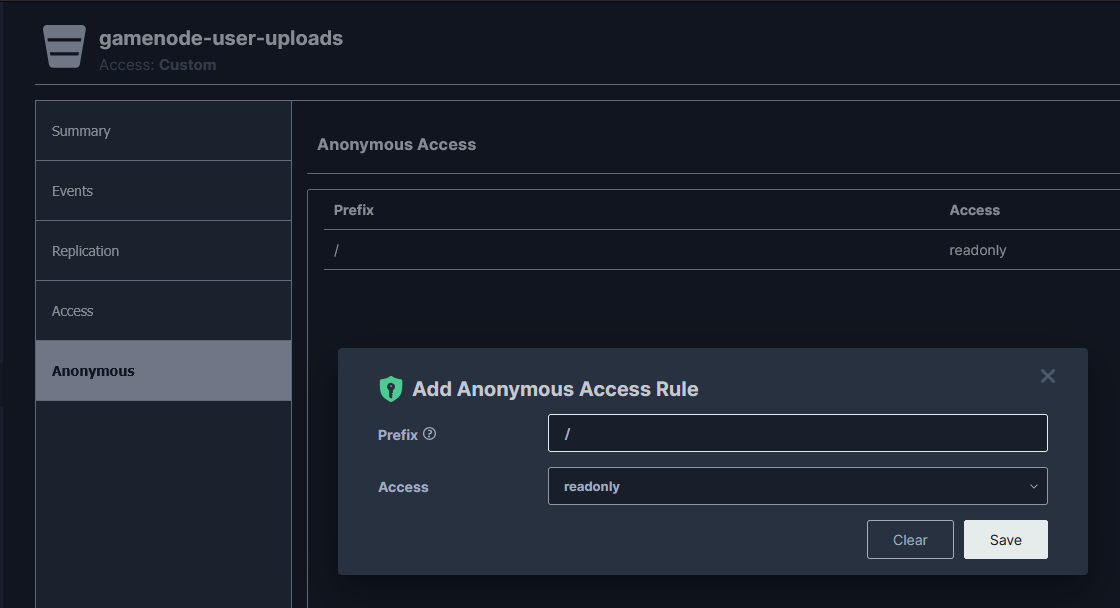 gamenode-user-uploads
Access: Custom
Summary
Events
Replication
Access
Anonymous
Anonymous Access
Prefix Access
/ readonly
Add Anonymous Access Rule
Prefix /
Access readonly
Clear Save